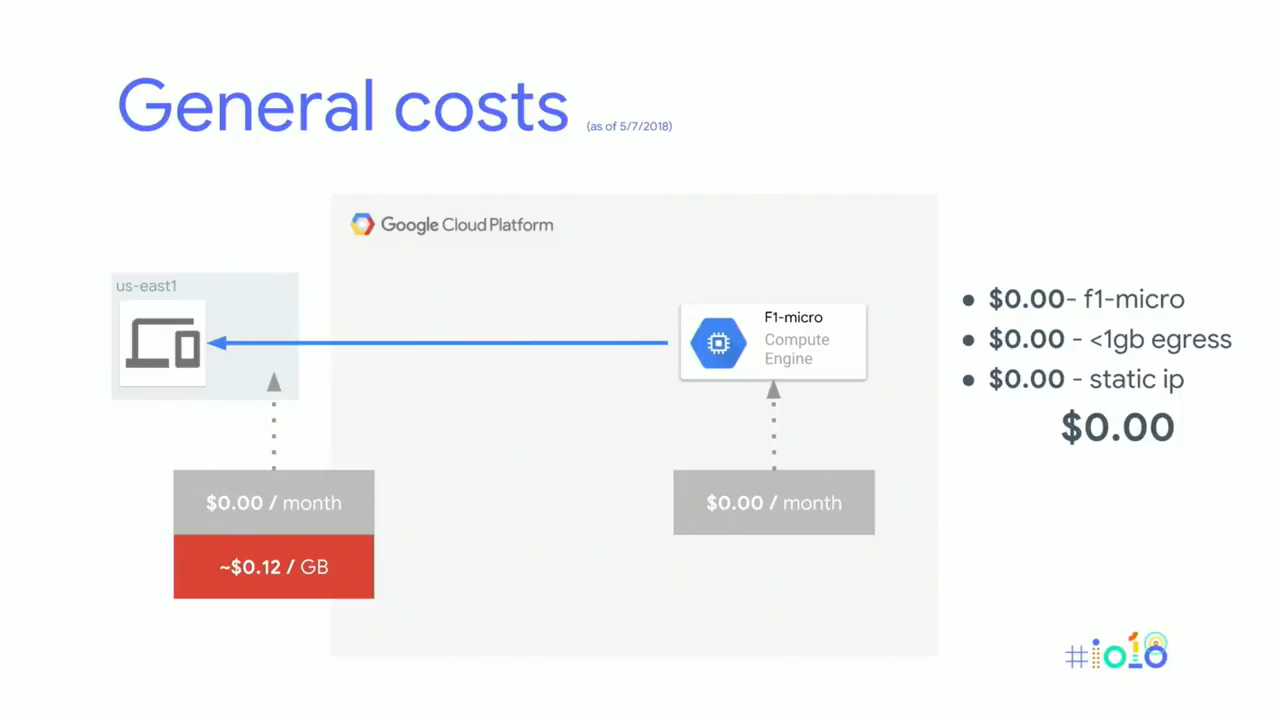 General costs (as of 5/7/2018)
Google Cloud Platform
us-east1
F1-micro
Compute
Engine
$0.00 / month
~$0.12 / GB
$0.00 / month
• $0.00- f1-micro
• $0.00 - <1gb egress
• $0.00 - static ip
$0.00
#io18